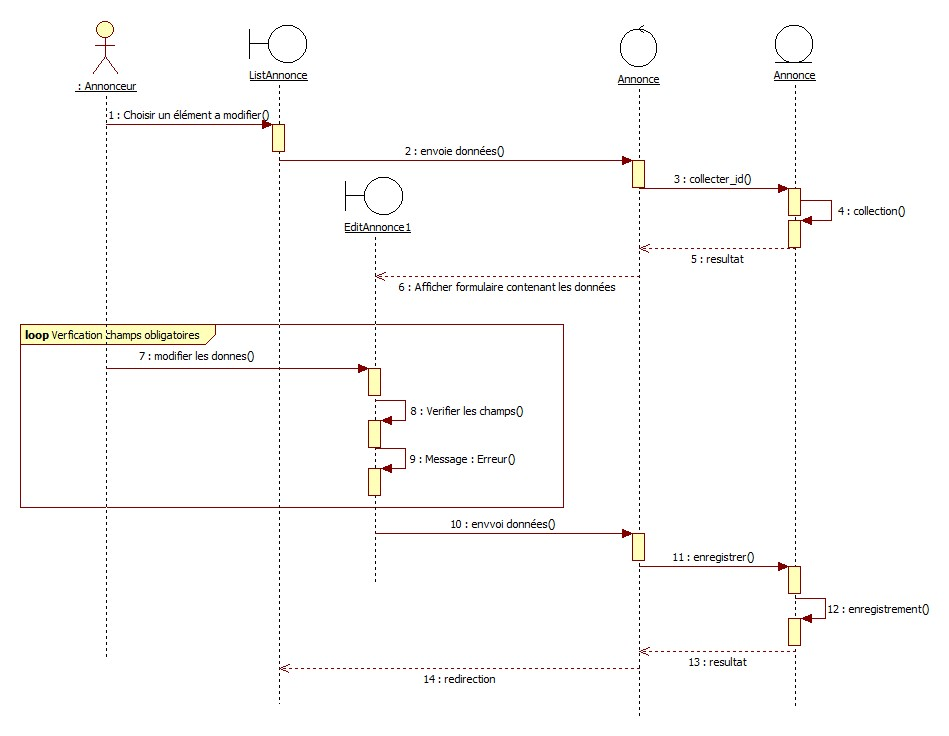 ListAnnonce
Annonce
Annonce
: Annonceur
1 : Choisir un élément a modifier()
2 : envoie données()
3 : collecter_id()
4 : collection()
EditAnnonce1
5 : resultat
6 : Afficher formulaire contenant les données
loop Verfication champs obligatoires
7 : modifier les donnes()
8 : Verifier les champs()
9 : Message : Erreur()
10 : envvoi données()
11 : enregistrer()
12 : enregistrement()
13 : resultat
14 : redirection